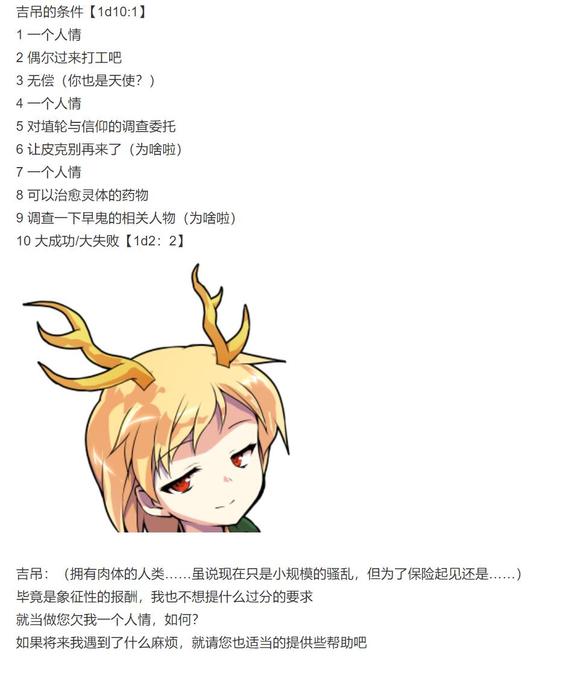 吉吊的条件【1d10:1】
1 一个人情
2 偶尔过来打工吧
3 无偿（你也是天使？）
4 一个人情
5 对埴轮与信仰的调查委托
6 让皮克别再来了（为啥啦）
7 一个人情
8 可以治愈灵体的药物
9 调查一下早鬼的相关人物（为啥啦）
10 大成功/大失败【1d2：2】
吉吊：（拥有肉体的人类……虽说现在只是小规模的骚乱，但为了保险起见还是……）
毕竟是象征性的报酬，我也不想提什么过分的要求
就当做您欠我一个人情，如何？
如果将来我遇到了什么麻烦，就请您也适当的提供些帮助吧